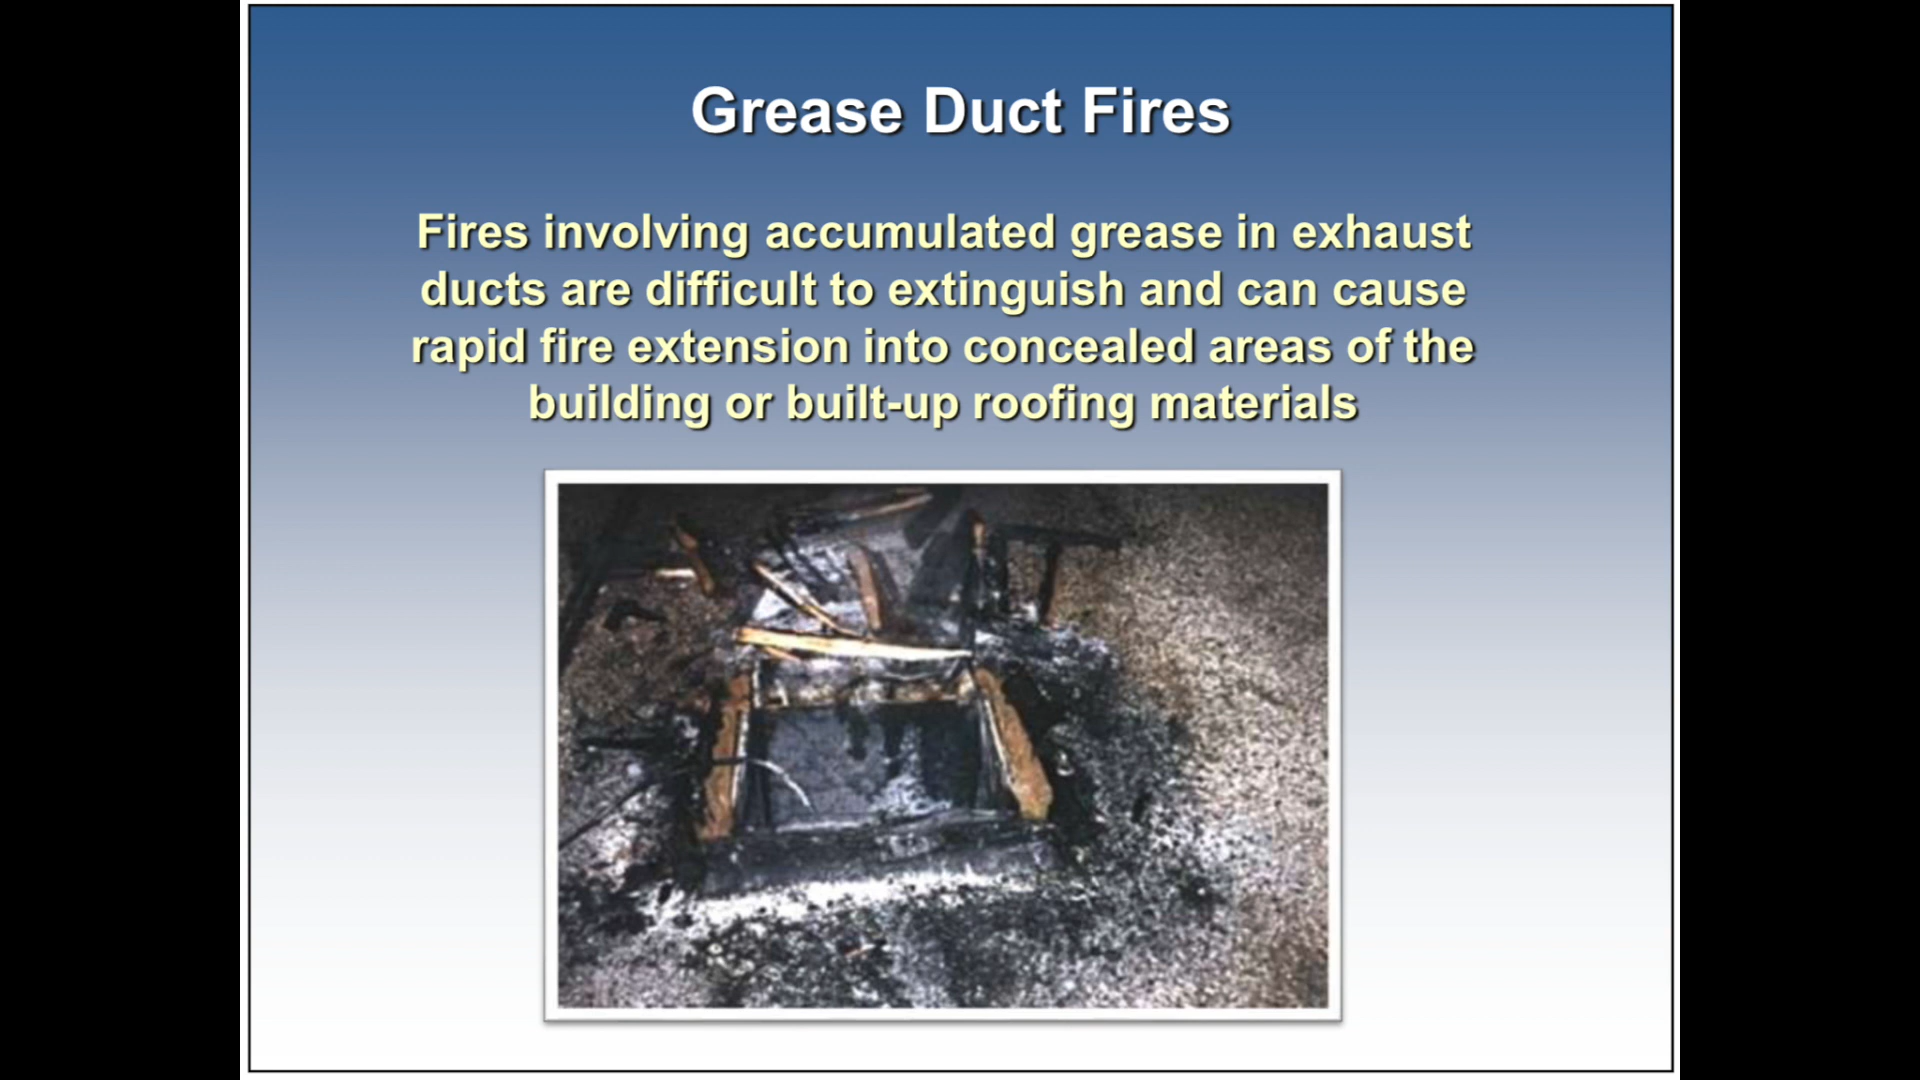 Grease Duct Fires
Fires involving accumulated grease in exhaust
ducts are difficult to extinguish and can cause
rapid fire extension into concealed areas of the
building or built-up roofing materials